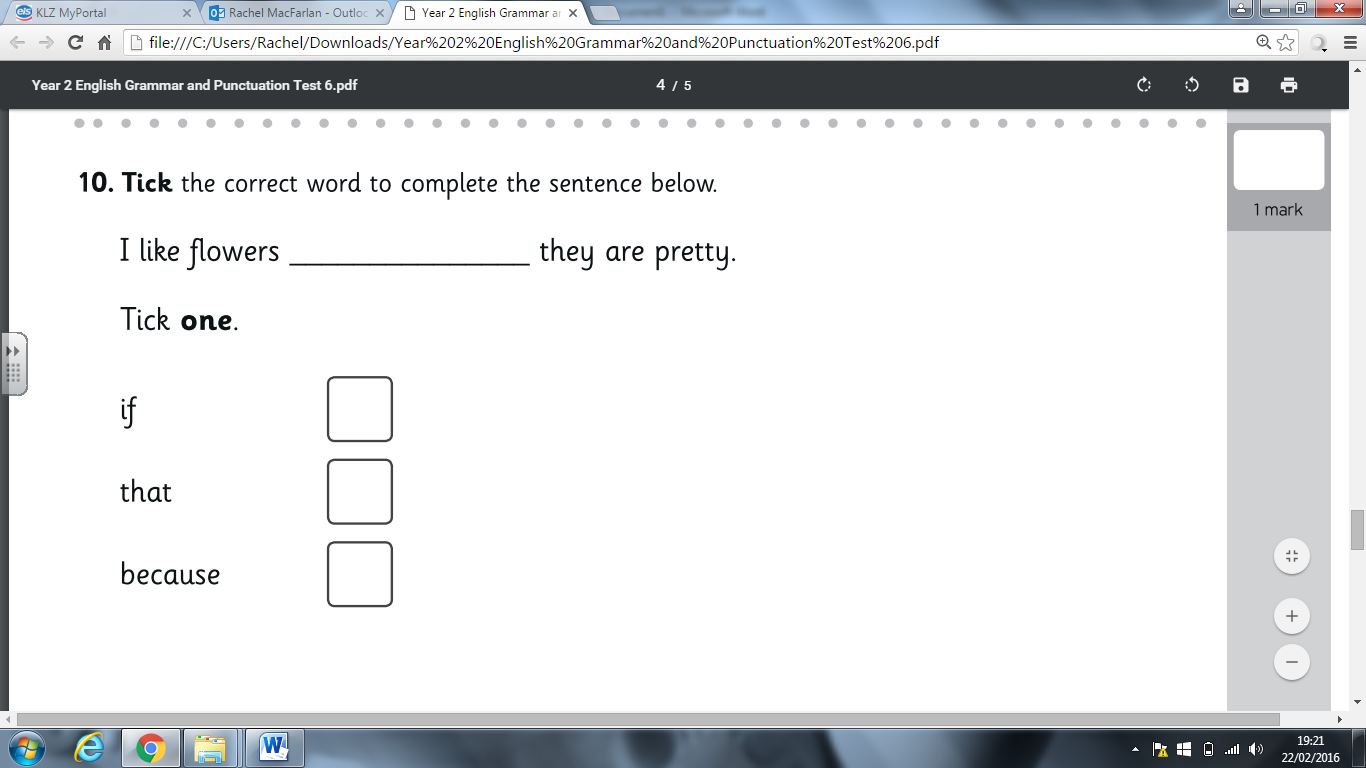 KLZ MyPortal
Rachel MacFarlan - Outloo
Year 2 English Grammar a
Microsoft Word
file:///C:/Users/Rachel/Downloads/Year%202%20English%20Grammar%20and%20Punctuation%20Test%206.pdf
Year 2 English Grammar and Punctuation Test 6.pdf
4 / 5
10. Tick the correct word to complete the sentence below.
1 mark
I like flowers _______________ they are pretty.
Tick one.
if
that
because
19:21
22/02/2016